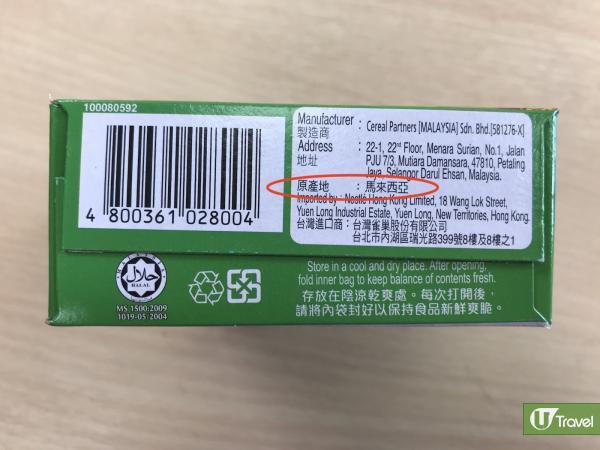 100080592
4 800361 028004
Manufacturer : Cereal Partners [MALAYSIA] Sdn. Bhd.[581276-X]
製造商
Address : 22-1, 22nd Floor, Menara Surian, No.1, Jalan
地址 PJU 7/3, Mutiara Damansara, 47810, Petaling
Jaya, Selangor Darul Ehsan, Malaysia.
原產地 : 馬來西亞
Imported by : Nestlé Hong Kong Limited, 18 Wang Lok Street,
Yuen Long Industrial Estate, Yuen Long, New Territories, Hong Kong.
台灣進口商 : 台灣雀巢股份有限公司
台北市內湖區瑞光路399號8樓及8樓之1
حلال
HALAL
MS 1500:2009
1019-05-2004
Store in a cool and dry place. After opening,
fold inner bag to keep balance of contents fresh.
存放在陰涼乾爽處。每次打開後，
請將內袋封好以保持食品新鮮爽脆。
U Travel